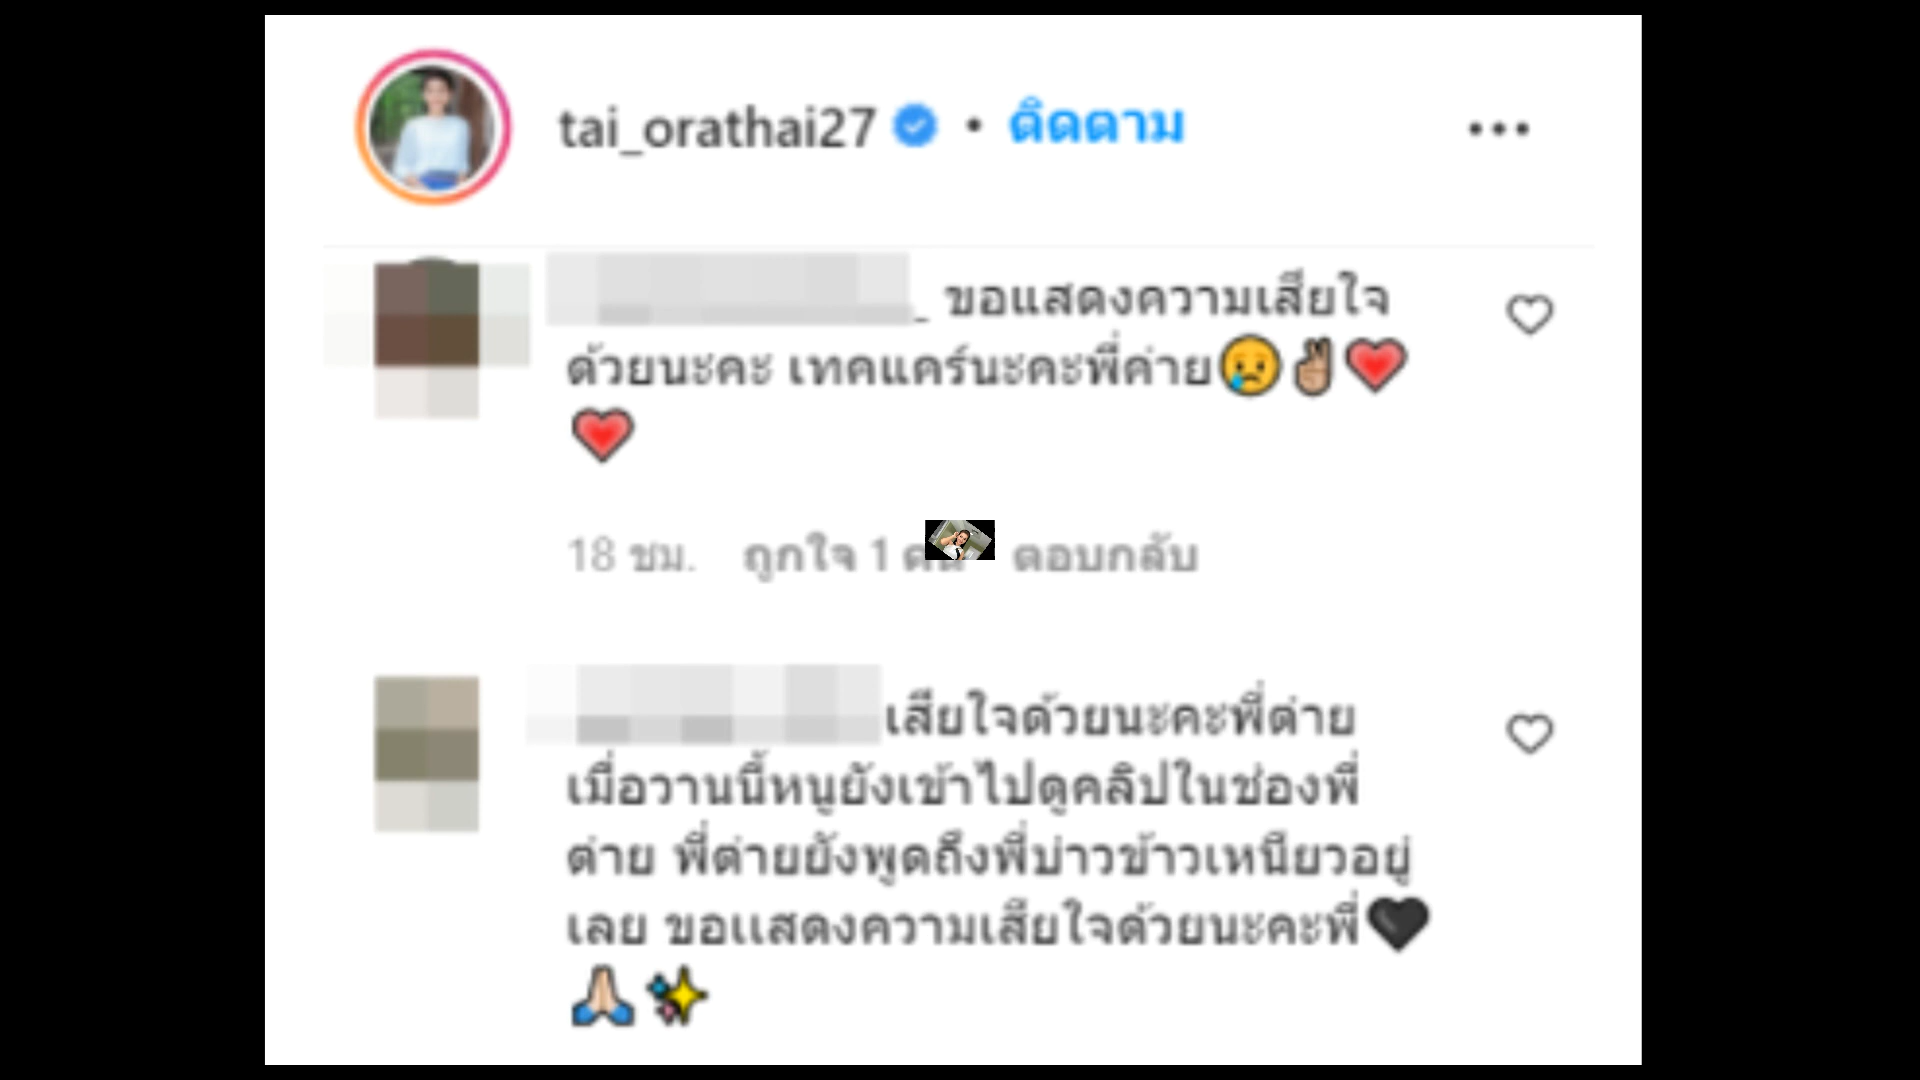 tai_orathai27 • ติดตาม
_ ขอแสดงความเสียใจ
ด้วยนะคะ เทคแคร์นะคะพี่ต่าย😢✌🏽❤️
❤️
18 ชม. ถูกใจ 1 คน ตอบกลับ
เสียใจด้วยนะคะพี่ต่าย
เมื่อวานนี้หนูยังเข้าไปดูคลิปในช่องพี่
ต่าย พี่ต่ายยังพูดถึงพี่บ่าวข้าวเหนียวอยู่
เลย ขอเเสดงความเสียใจด้วยนะคะพี่🖤
🙏🏻✨